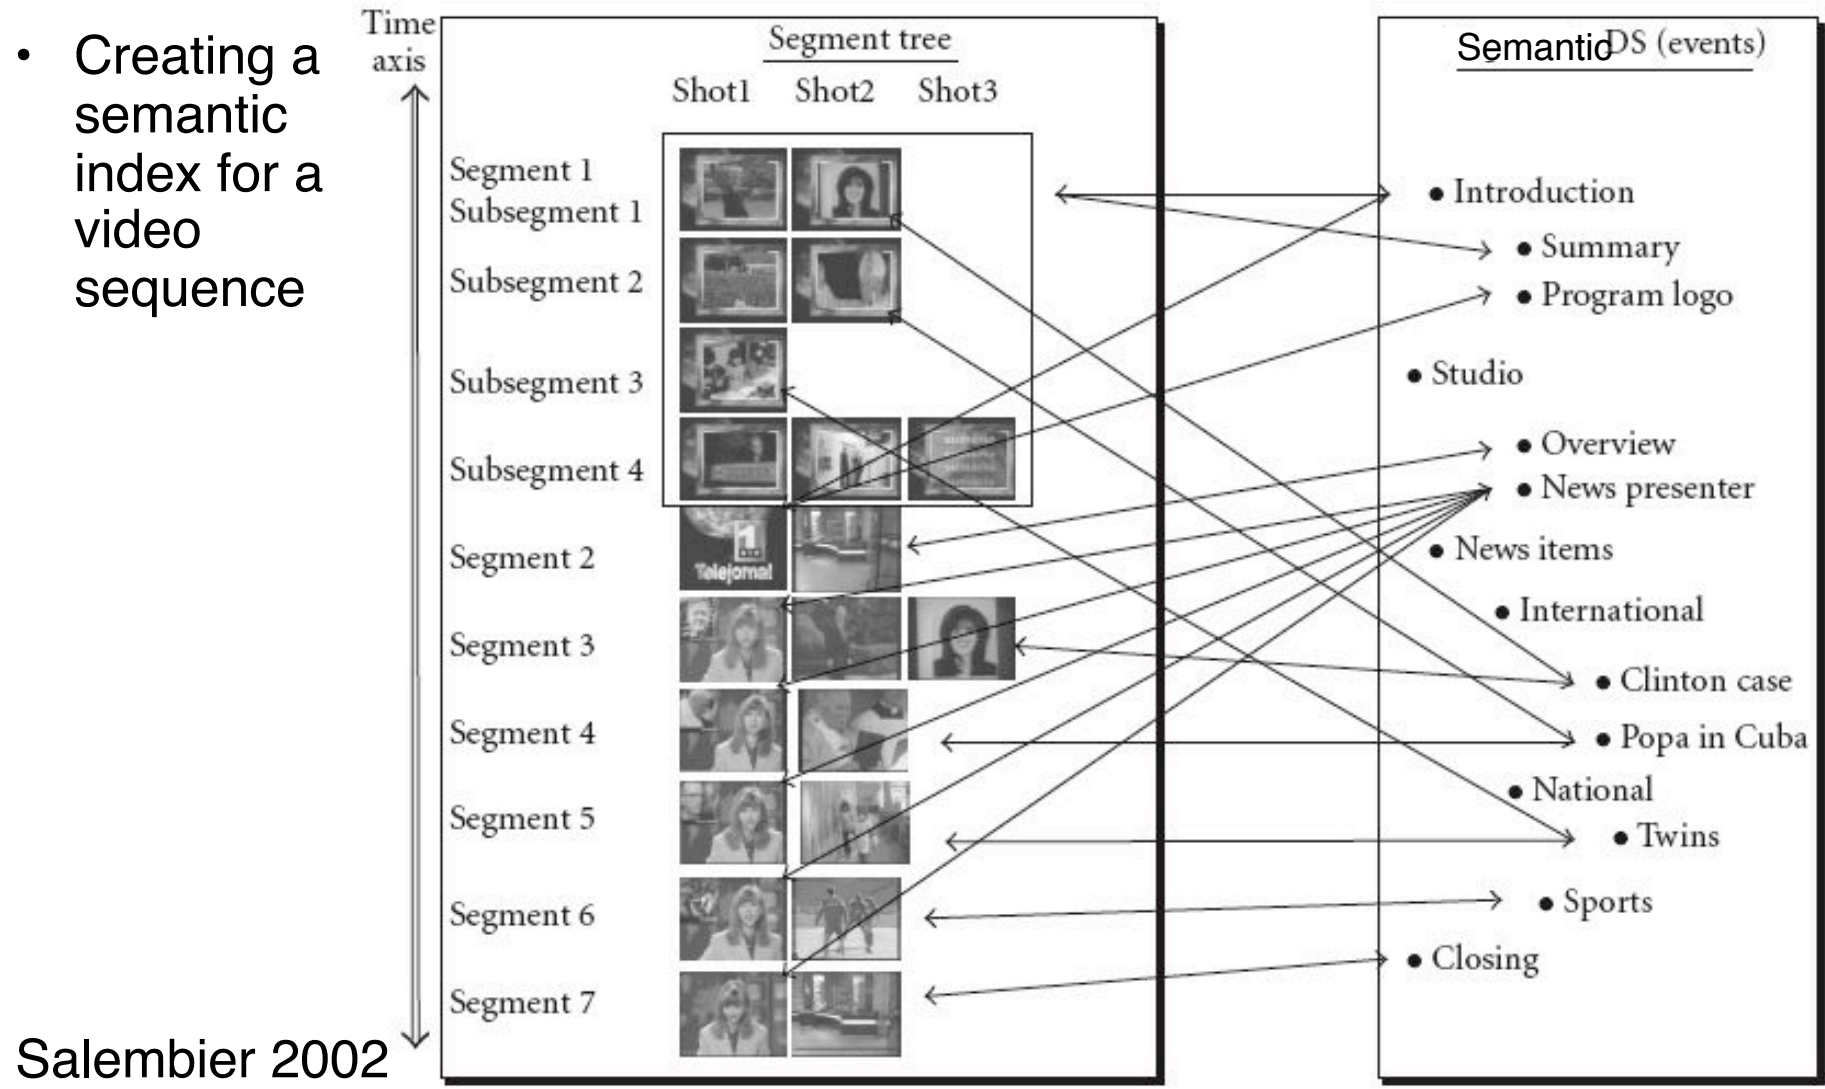 • Creating a
semantic
index for a
video
sequence
Salembier 2002
Time
axis
Segment tree
Shot1 Shot2 Shot3
Segment 1
Subsegment 1
Subsegment 2
Subsegment 3
Subsegment 4
Segment 2
1
Telejornal
Segment 3
Segment 4
Segment 5
Segment 6
Segment 7
Semantic DS (events)
• Introduction
• Summary
• Program logo
• Studio
• Overview
• News presenter
• News items
• International
• Clinton case
• Popa in Cuba
• National
• Twins
• Sports
• Closing